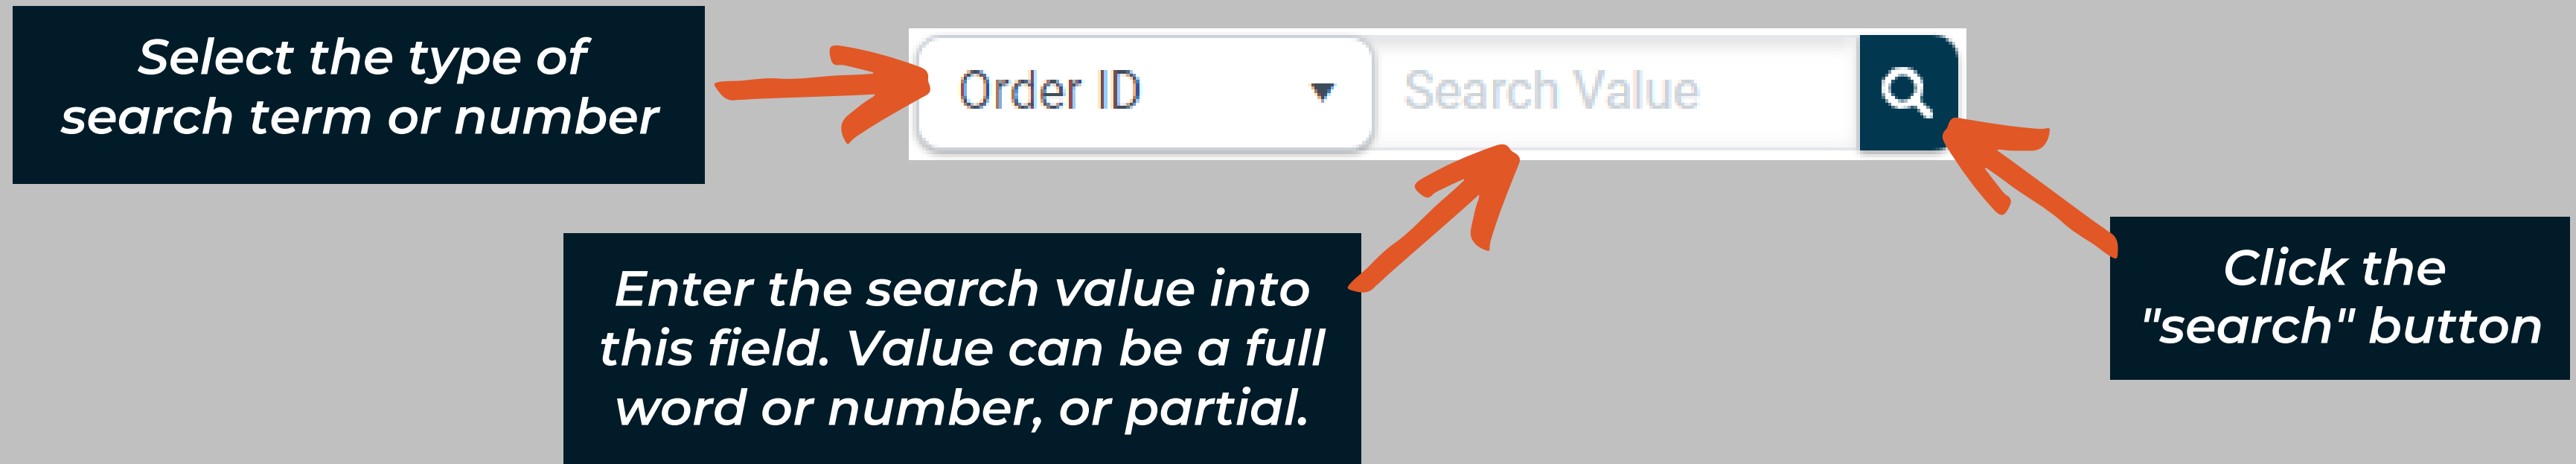 Select the type of
search term or number
Order ID
Search Value
Enter the search value into
this field. Value can be a full
word or number, or partial.
Click the
"search" button